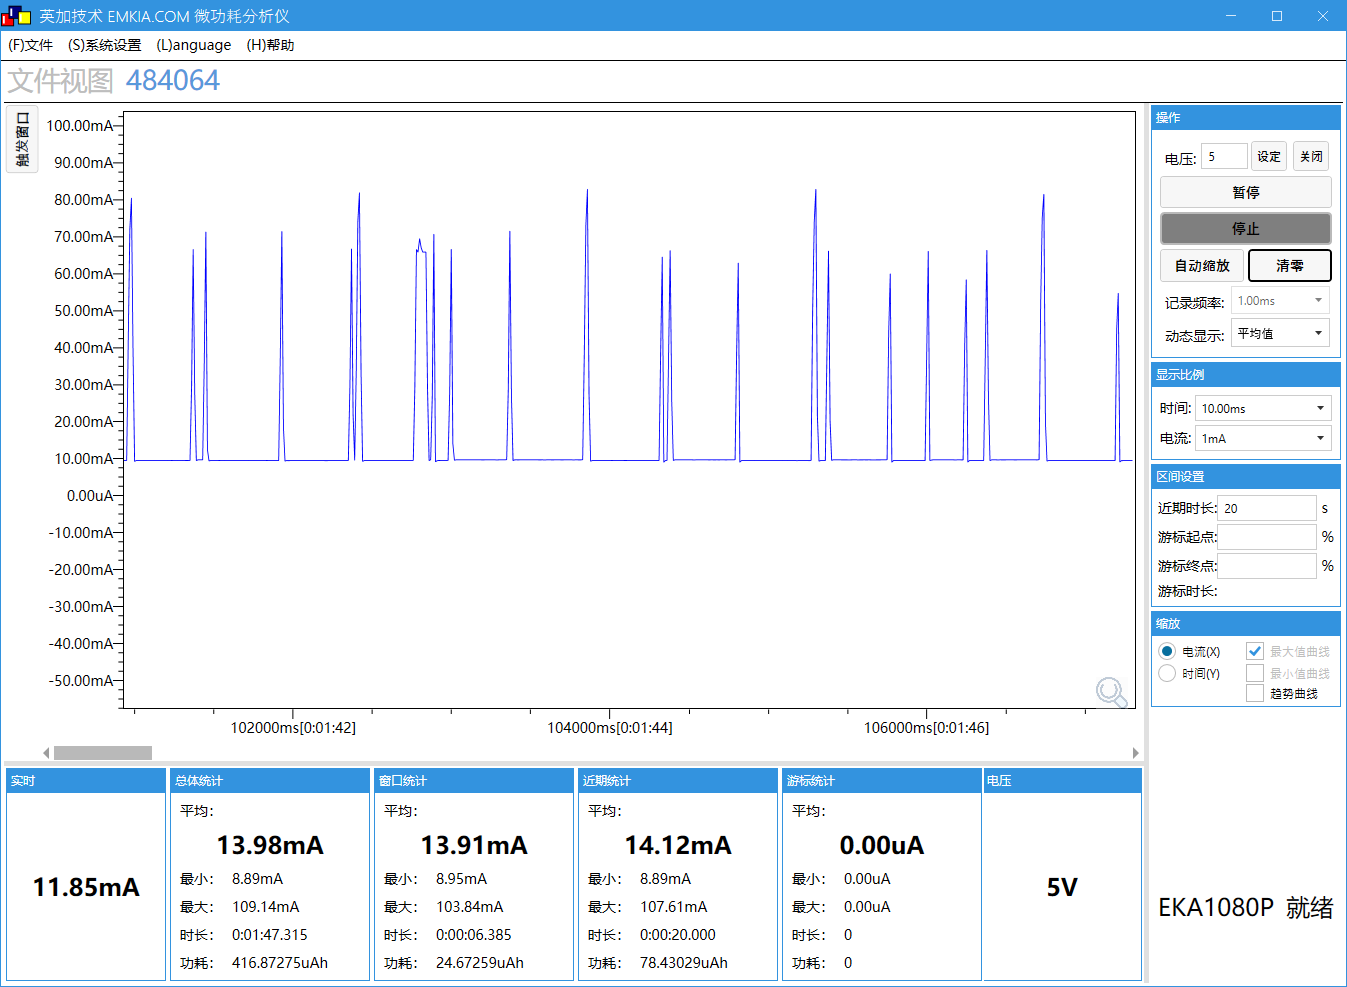 英加技术 EMKIA.COM 微功耗分析仪
(F)文件 (S)系统设置 (L)anguage (H)帮助
文件视图 484064
触发窗口
100.00mA
90.00mA
80.00mA
70.00mA
60.00mA
50.00mA
40.00mA
30.00mA
20.00mA
10.00mA
0.00uA
-10.00mA
-20.00mA
-30.00mA
-40.00mA
-50.00mA
102000ms[0:01:42] 104000ms[0:01:44] 106000ms[0:01:46]
操作
电压: 5 设定 关闭
暂停
停止
自动缩放 清零
记录频率: 1.00ms
动态显示: 平均值
显示比例
时间: 10.00ms
电流: 1mA
区间设置
近期时长: 20 s
游标起点: %
游标终点: %
游标时长:
缩放
电流(X) 最大值曲线
时间(Y) 最小值曲线
趋势曲线
实时
11.85mA
总体统计
平均:
13.98mA
最小: 8.89mA
最大: 109.14mA
时长: 0:01:47.315
功耗: 416.87275uAh
窗口统计
平均:
13.91mA
最小: 8.95mA
最大: 103.84mA
时长: 0:00:06.385
功耗: 24.67259uAh
近期统计
平均:
14.12mA
最小: 8.89mA
最大: 107.61mA
时长: 0:00:20.000
功耗: 78.43029uAh
游标统计
平均:
0.00uA
最小: 0.00uA
最大: 0.00uA
时长: 0
功耗: 0
电压
5V
EKA1080P 就绪